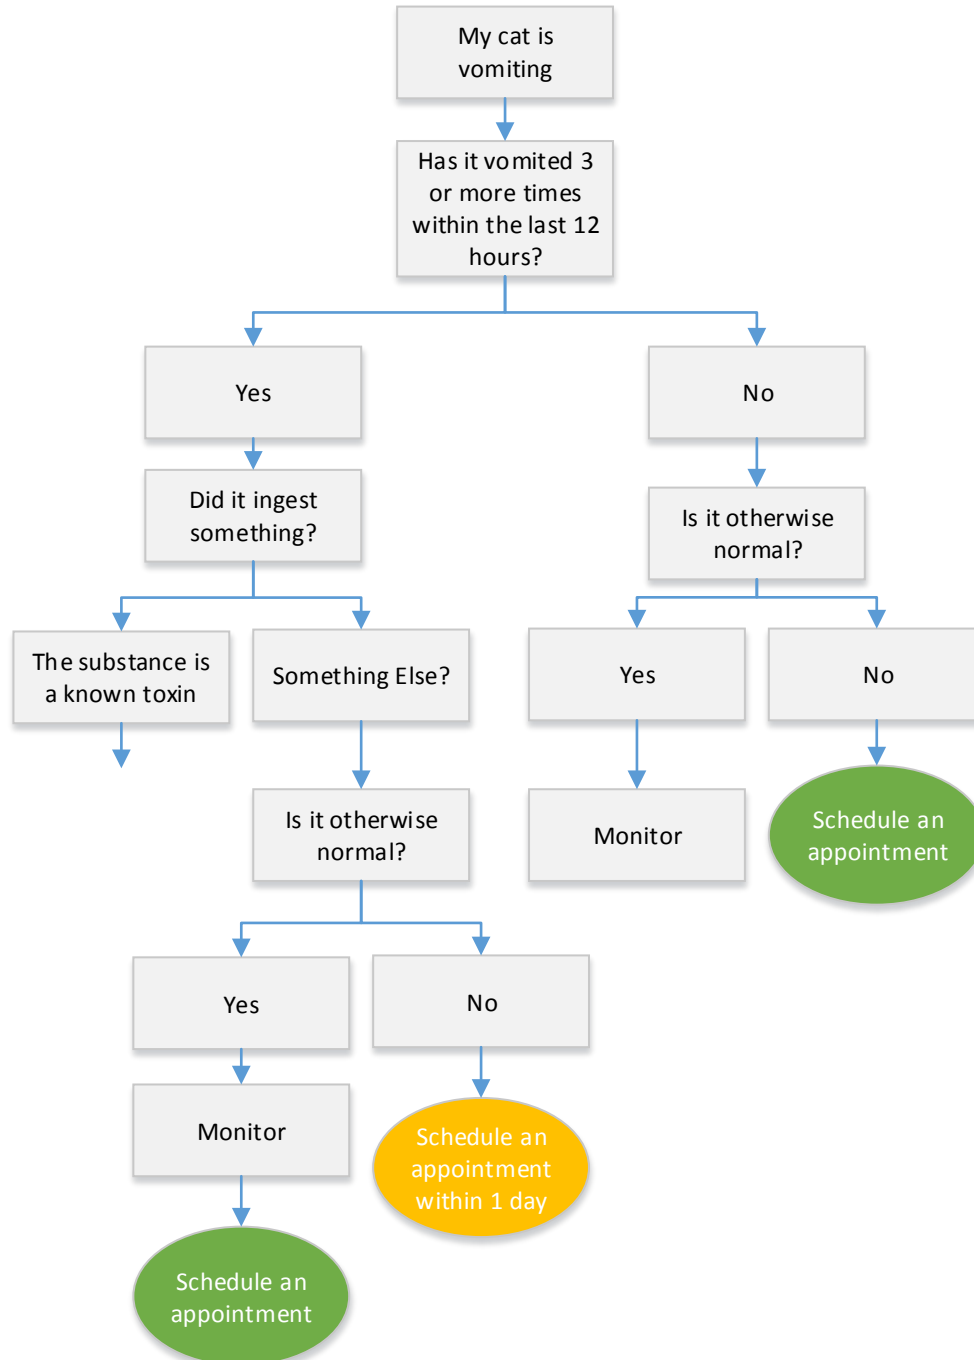 My cat is
vomiting
Has it vomited 3
or more times
within the last 12
hours?
Yes
No
Did it ingest
something?
Is it otherwise
normal?
The substance is
a known toxin
Something Else?
Yes
No
Is it otherwise
normal?
Monitor
Schedule an
appointment
Yes
No
Monitor
Schedule an
appointment
within 1 day
Schedule an
appointment